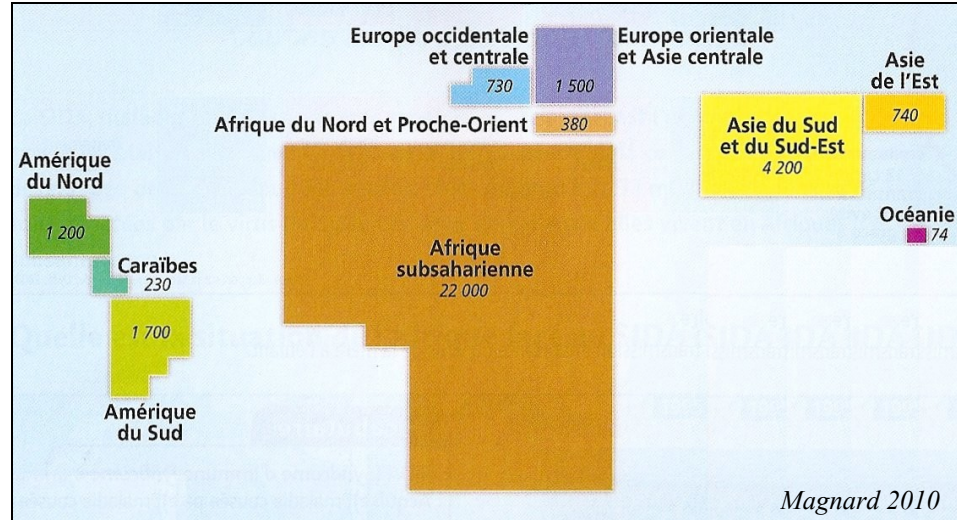 Europe occidentale
et centrale
730
1 500
Europe orientale
et Asie centrale
Afrique du Nord et Proche-Orient
380
Asie
de l'Est
740
Asie du Sud
et du Sud-Est
4 200
Océanie
74
Amérique
du Nord
1 200
Caraïbes
230
1 700
Amérique
du Sud
Afrique
subsaharienne
22 000
Magnard 2010